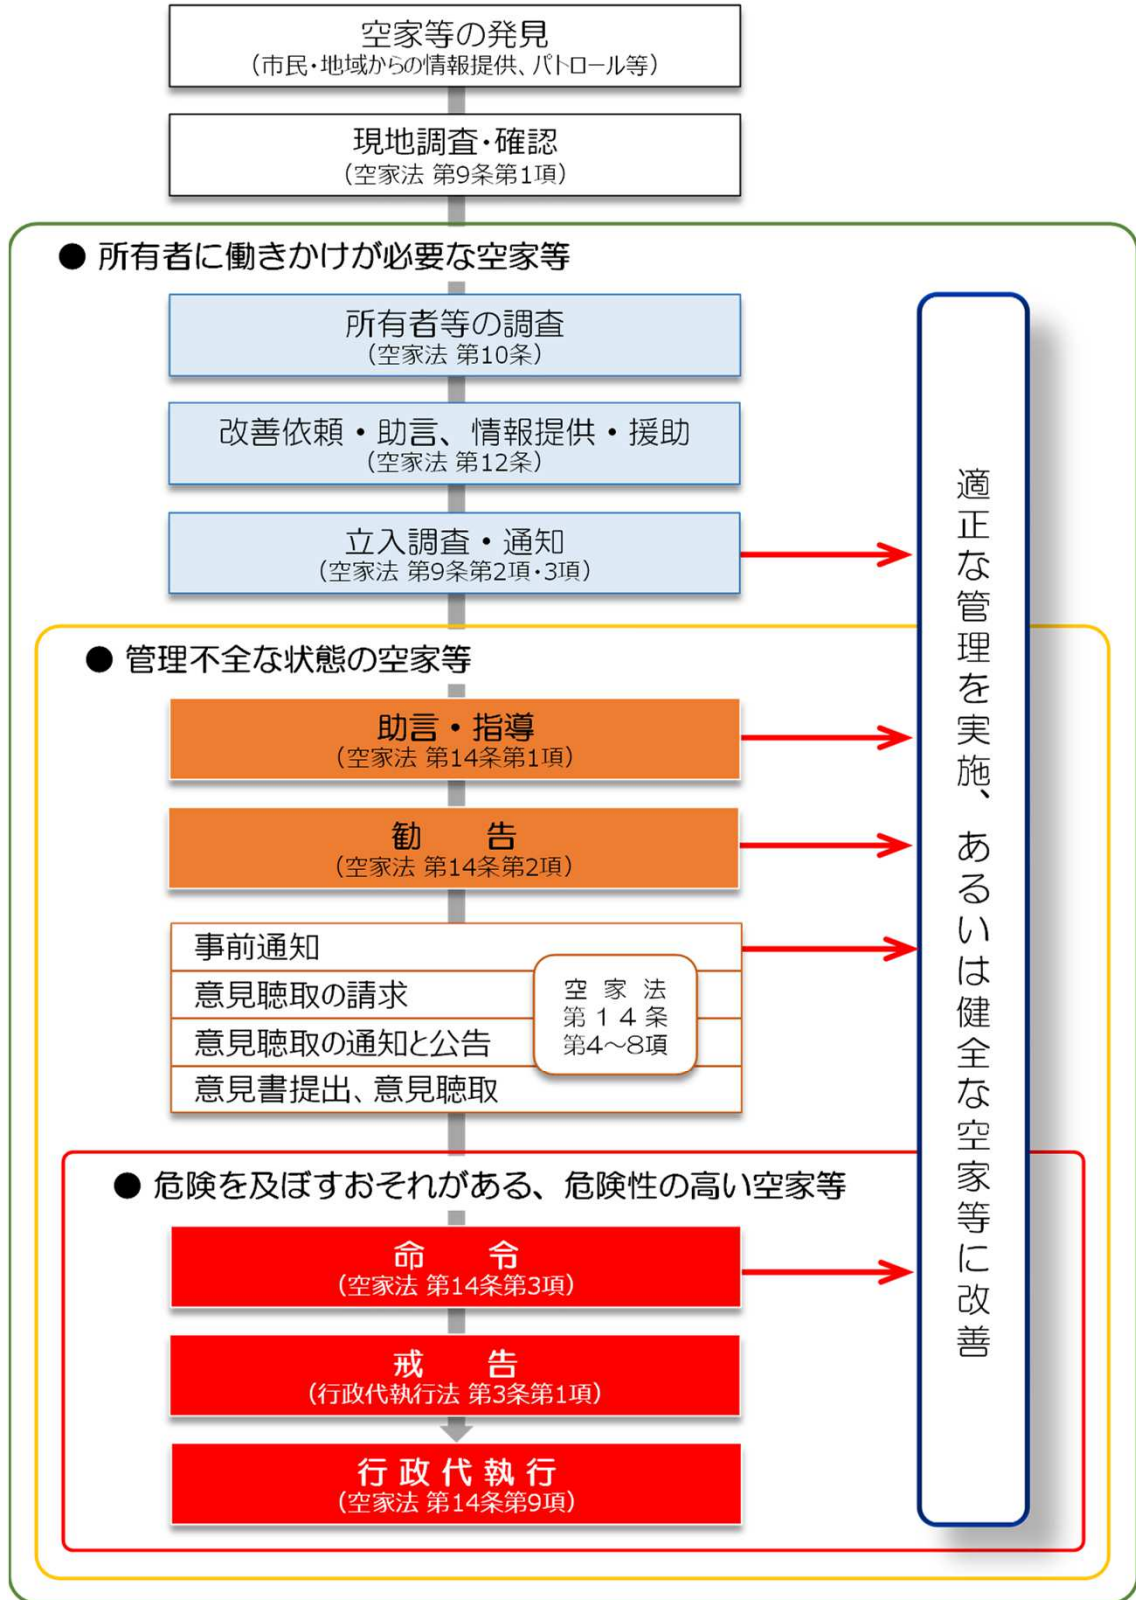 空家等の発見
（市民・地域からの情報提供、パトロール等）
現地調査・確認
（空家法 第9条第1項）
● 所有者に働きかけが必要な空家等
所有者等の調査
（空家法 第10条）
改善依頼・助言、情報提供・援助
（空家法 第12条）
立入調査・通知
（空家法 第9条第2項・3項）
● 管理不全な状態の空家等
助言・指導
（空家法 第14条第1項）
勧　告
（空家法 第14条第2項）
事前通知
意見聴取の請求
意見聴取の通知と公告
意見書提出、意見聴取
空 家 法
第 1 4 条
第4～8項
● 危険を及ぼすおそれがある、危険性の高い空家等
命　令
（空家法 第14条第3項）
戒　告
（行政代執行法 第3条第1項）
行政代執行
（空家法 第14条第9項）
適正な管理を実施、あるいは健全な空家等に改善